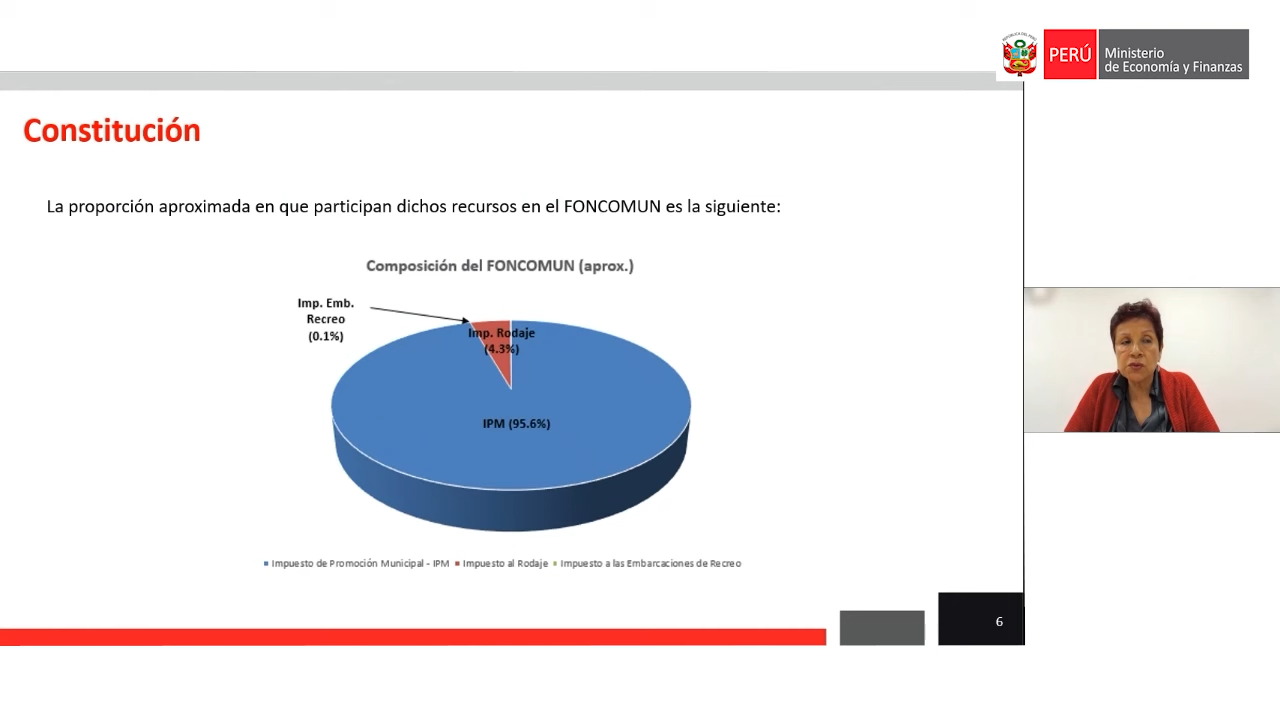 PERÚ
Ministerio
de Economía y Finanzas
Constitución
La proporción aproximada en que participan dichos recursos en el FONCOMUN es la siguiente:
Composición del FONCOMUN (aprox.)
Imp. Emb.
Recreo
(0.1%)
Imp. Rodaje
(4.3%)
IPM (95.6%)
Impuesto de Promoción Municipal - IPM Impuesto al Rodaje Impuesto a las Embarcaciones de Recreo
6